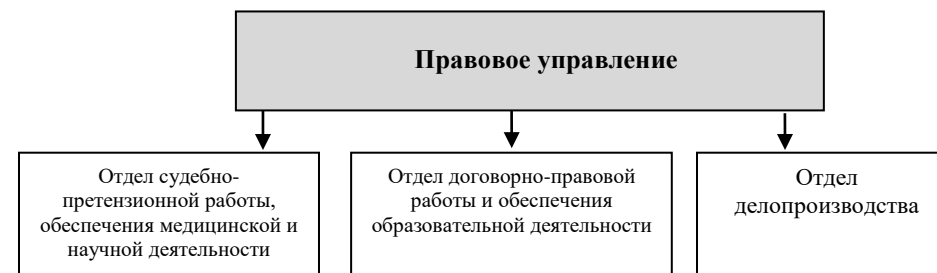 Правовое управление
Отдел судебно-
претензионной работы,
обеспечения медицинской и
научной деятельности
Отдел договорно-правовой
работы и обеспечения
образовательной деятельности
Отдел
делопроизводства